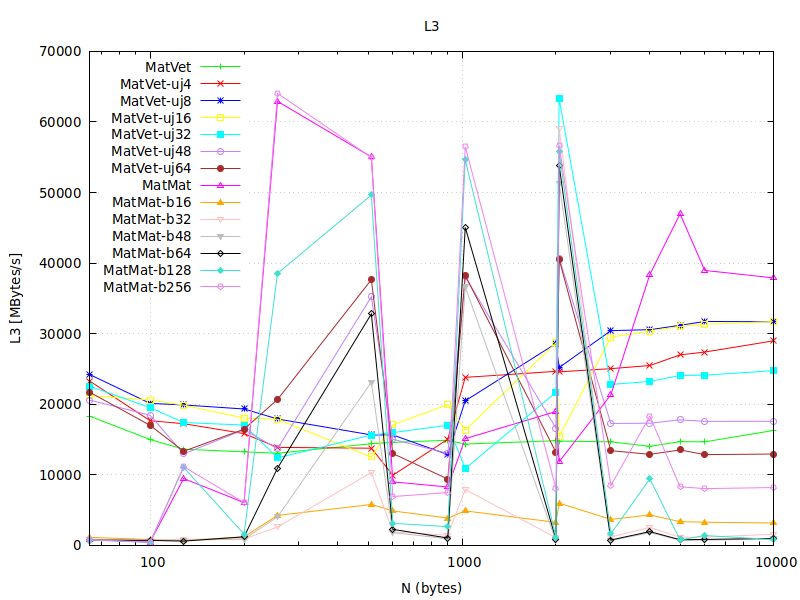 L3
70000
60000
50000
40000
30000
20000
10000
0
L3 [MBytes/s]
MatVet
MatVet-uj4
MatVet-uj8
MatVet-uj16
MatVet-uj32
MatVet-uj48
MatVet-uj64
MatMat
MatMat-b16
MatMat-b32
MatMat-b48
MatMat-b64
MatMat-b128
MatMat-b256
100
1000
10000
N (bytes)